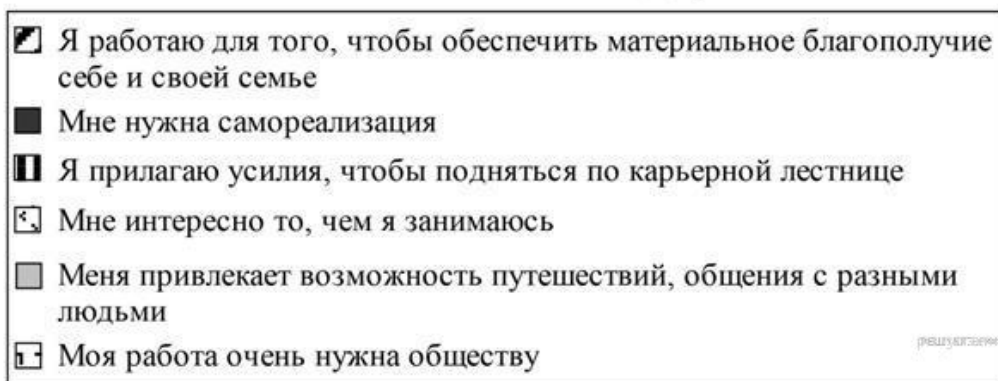 Я работаю для того, чтобы обеспечить материальное благополучие
себе и своей семье
Мне нужна самореализация
Я прилагаю усилия, чтобы подняться по карьерной лестнице
Мне интересно то, чем я занимаюсь
Меня привлекает возможность путешествий, общения с разными
людьми
Моя работа очень нужна обществу